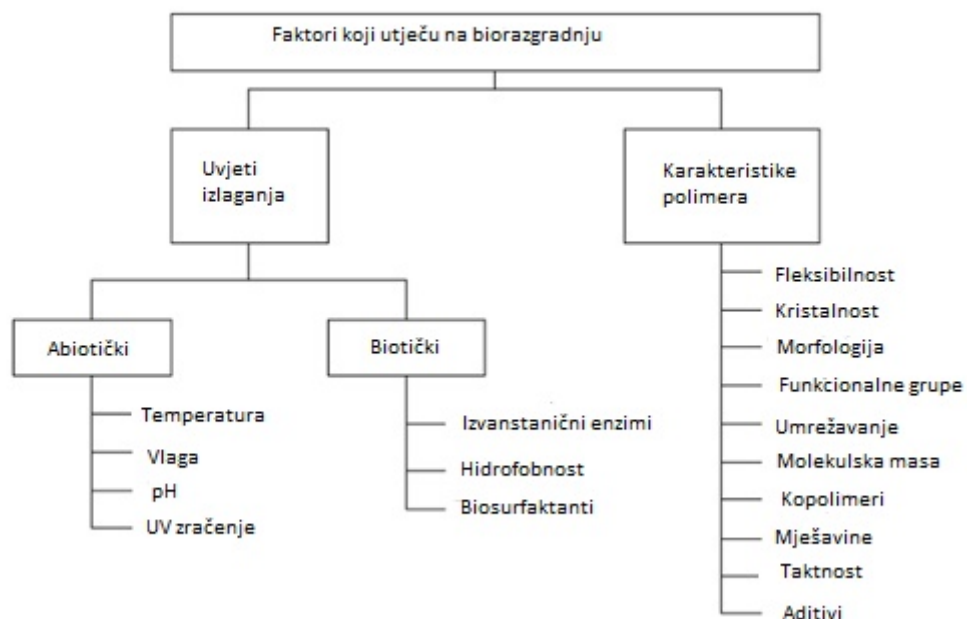 Faktori koji utječu na biorazgradnju
Uvjeti
izlaganja
Karakteristike
polimera
Abiotički
Biotički
Temperatura
Vlaga
pH
UV zračenje
Izvanstanični enzimi
Hidrofobnost
Biosurfaktanti
Fleksibilnost
Kristalnost
Morfologija
Funkcionalne grupe
Umrežavanje
Molekulska masa
Kopolimeri
Mješavine
Taktnost
Aditivi